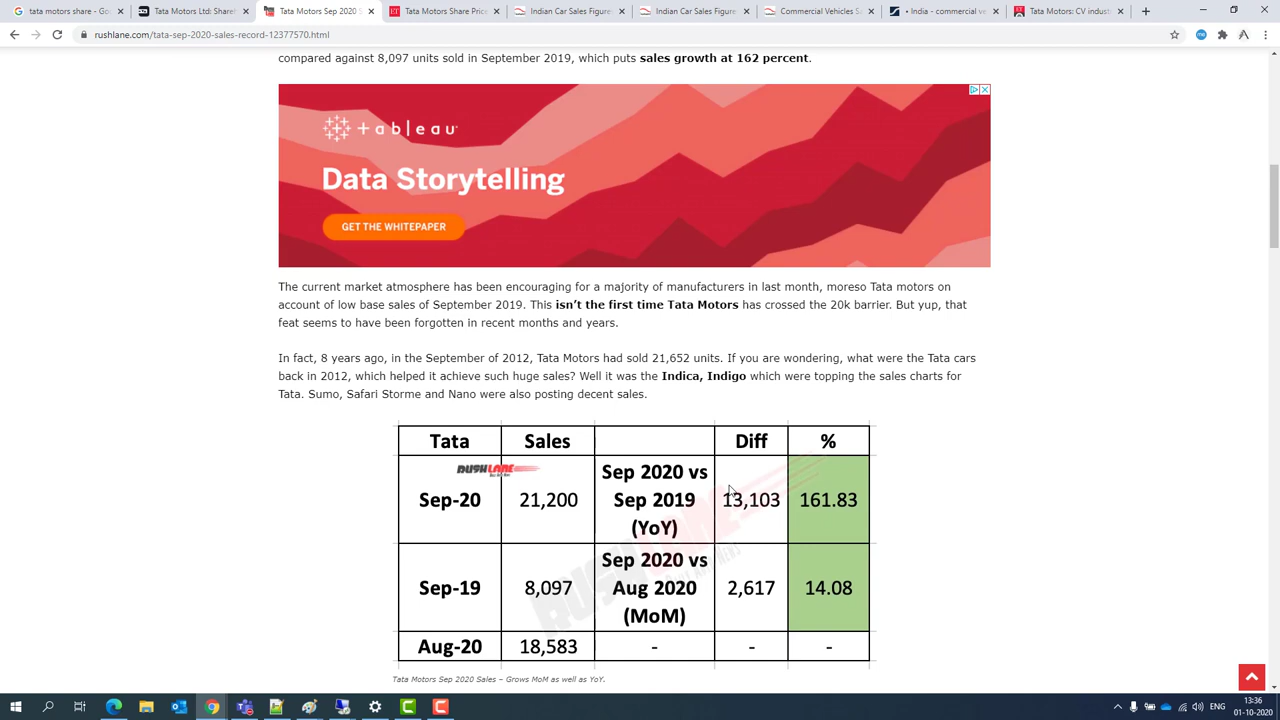 tata motors share - Go
Tata Motors Ltd: Shareh
Tata Motors Sep 2020 S
Tata Motors Share Price
India Car Sales Figures
India Car Sales Figure
Commercial Vehicles Sa
India - commercial ve
Tata Motors: CV indust
rushlane.com/tata-sep-2020-sales-record-12377570.html
compared against 8,097 units sold in September 2019, which puts sales growth at 162 percent.
+ableau
Data Storytelling
GET THE WHITEPAPER
The current market atmosphere has been encouraging for a majority of manufacturers in last month, moreso Tata motors on
account of low base sales of September 2019. This isn't the first time Tata Motors has crossed the 20k barrier. But yup, that
feat seems to have been forgotten in recent months and years.
In fact, 8 years ago, in the September of 2012, Tata Motors had sold 21,652 units. If you are wondering, what were the Tata cars
back in 2012, which helped it achieve such huge sales? Well it was the Indica, Indigo which were topping the sales charts for
Tata. Sumo, Safari Storme and Nano were also posting decent sales.
Tata Sales Diff %
RUSHLANE
Sep-20 21,200 Sep 2020 vs
Sep 2019
(YoY) 13,103 161.83
Sep-19 8,097 Sep 2020 vs
Aug 2020
(MoM) 2,617 14.08
Aug-20 18,583 - - -
RUSHLANE
Tata Motors Sep 2020 Sales – Grows MoM as well as YoY.
ENG
13:36
01-10-2020